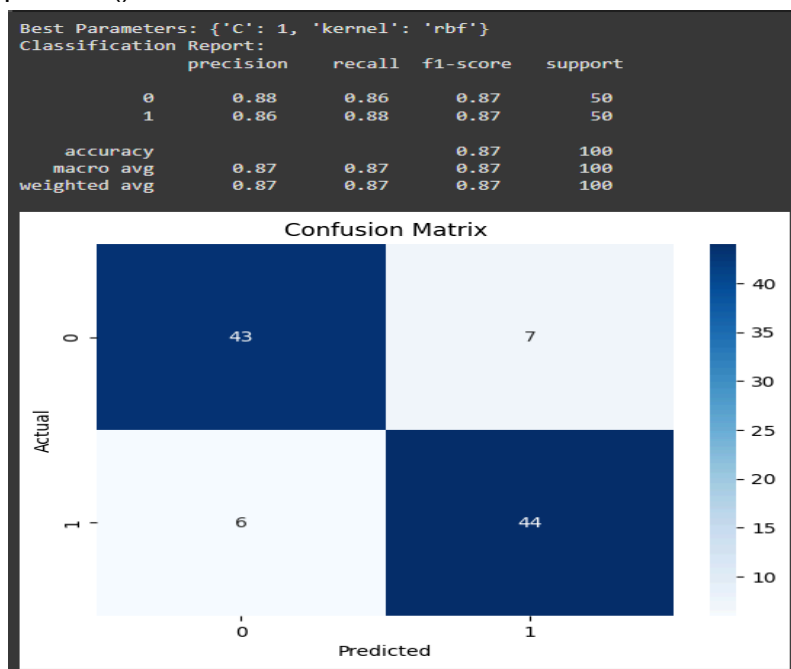 Best Parameters: {'C': 1, 'kernel': 'rbf'}
Classification Report:
precision recall f1-score support
0 0.88 0.86 0.87 50
1 0.86 0.88 0.87 50
accuracy 0.87 100
macro avg 0.87 0.87 0.87 100
weighted avg 0.87 0.87 0.87 100
Confusion Matrix
40
0 43 7
35
30
Actual
25
20
1 6 44
15
10
0 1
Predicted